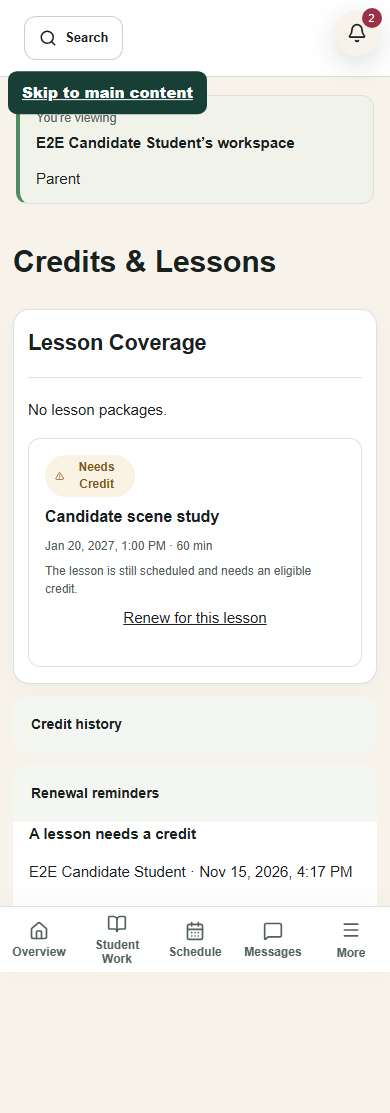 Search
2
Skip to main content
You're viewing
E2E Candidate Student's workspace
Parent
Credits & Lessons
Lesson Coverage
No lesson packages.
Needs
Credit
Candidate scene study
Jan 20, 2027, 1:00 PM · 60 min
The lesson is still scheduled and needs an eligible
credit.
Renew for this lesson
Credit history
Renewal reminders
A lesson needs a credit
E2E Candidate Student · Nov 15, 2026, 4:17 PM
Overview
Student
Work
Schedule
Messages
More